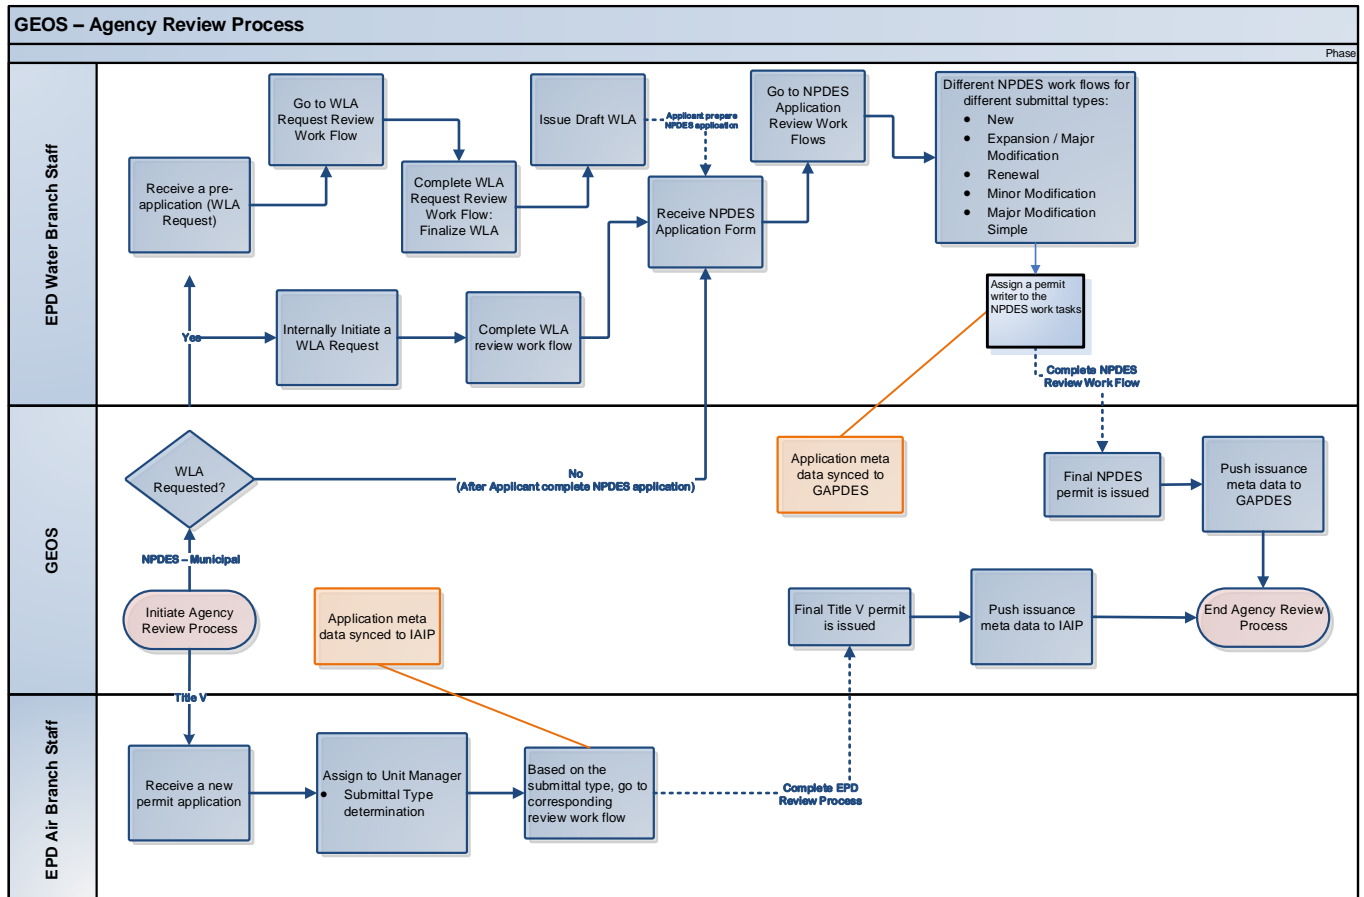 GEOS – Agency Review Process
Phase
EPD Water Branch Staff
Receive a pre-
application (WLA
Request)
Go to WLA
Request Review
Work Flow
Complete WLA
Request Review
Work Flow:
Finalize WLA
Issue Draft WLA
Applicant prepare
NPDES application
Receive NPDES
Application Form
Go to NPDES
Application
Review Work
Flows
Different NPDES work flows for
different submittal types:
● New
● Expansion / Major
Modification
● Renewal
● Minor Modification
● Major Modification
Simple
Assign a permit
writer to the
NPDES work tasks
Complete NPDES
Review Work Flow
Yes
Internally Initiate a
WLA Request
Complete WLA
review work flow
GEOS
WLA
Requested?
No
(After Applicant complete NPDES application)
NPDES – Municipal
Initiate Agency
Review Process
Title V
Application meta
data synced to IAIP
Application meta
data synced to
GAPDES
Final NPDES
permit is issued
Push issuance
meta data to
GAPDES
Final Title V permit
is issued
Push issuance
meta data to IAIP
End Agency Review
Process
EPD Air Branch Staff
Receive a new
permit application
Assign to Unit Manager
● Submittal Type
determination
Based on the
submittal type, go to
corresponding
review work flow
Complete EPD
Review Process